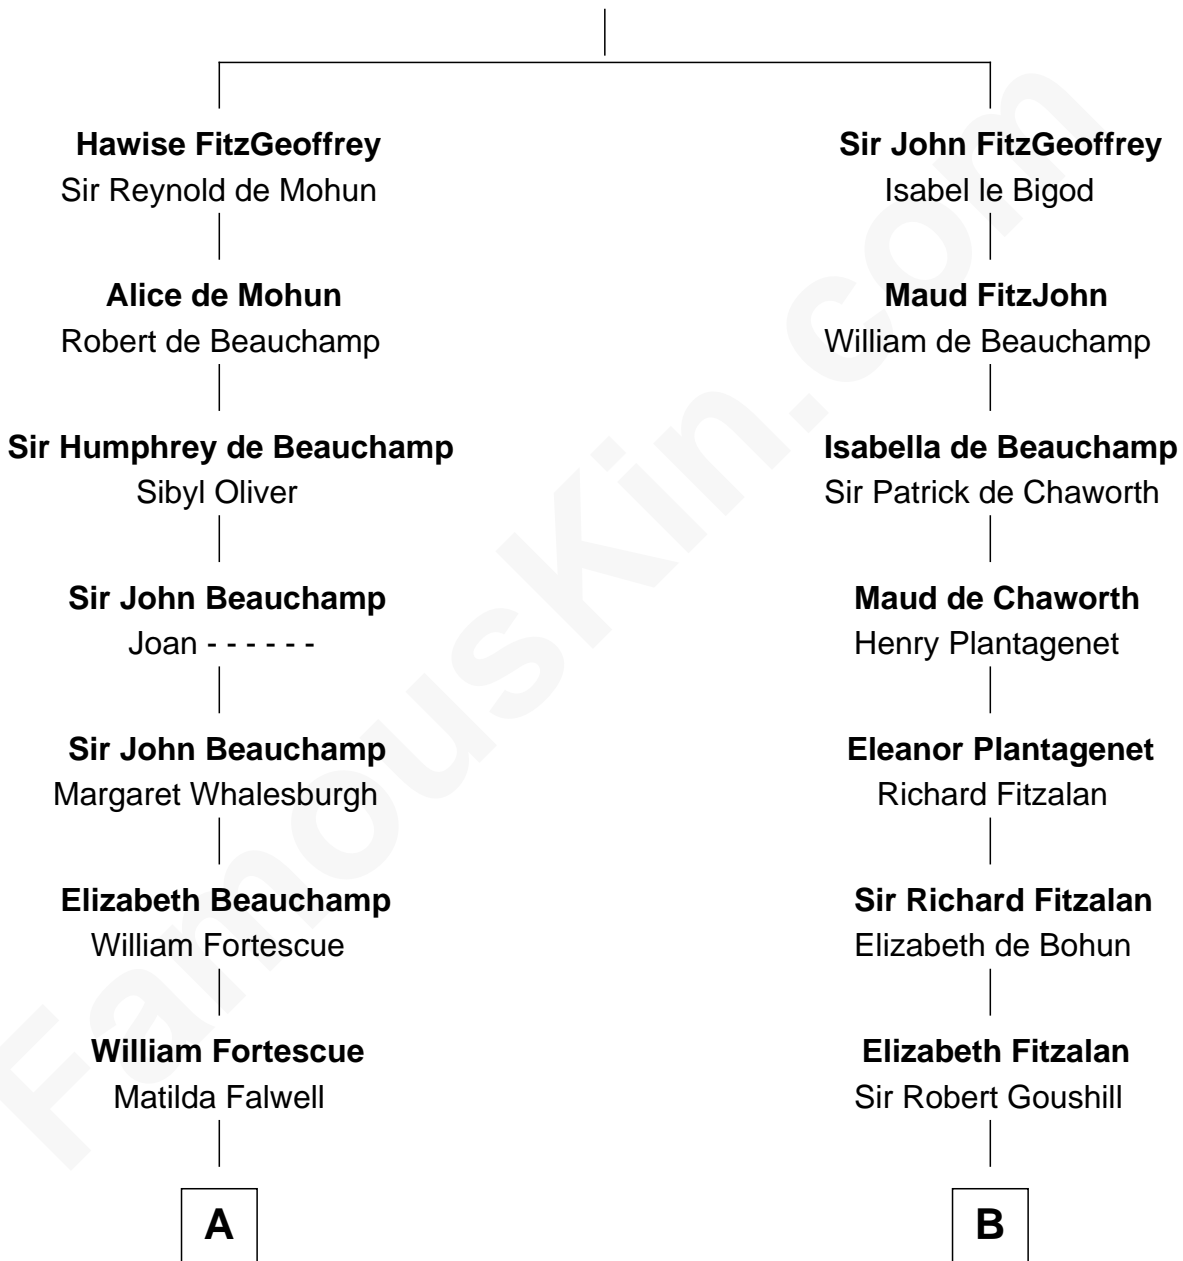 Hawise FitzGeoffrey
Sir Reynold de Mohun
Alice de Mohun
Robert de Beauchamp
Sir Humphrey de Beauchamp
Sibyl Oliver
Sir John Beauchamp
Joan - - - - - -
Sir John Beauchamp
Margaret Whalesburgh
Elizabeth Beauchamp
William Fortescue
William Fortescue
Matilda Falwell
A
Sir John FitzGeoffrey
Isabel le Bigod
Maud FitzJohn
William de Beauchamp
Isabella de Beauchamp
Sir Patrick de Chaworth
Maud de Chaworth
Henry Plantagenet
Eleanor Plantagenet
Richard Fitzalan
Sir Richard Fitzalan
Elizabeth de Bohun
Elizabeth Fitzalan
Sir Robert Goushill
B
FamousKin.com